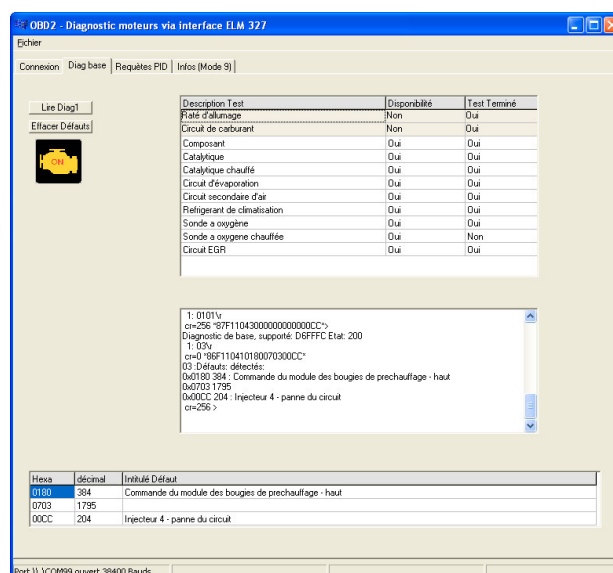 OBD2 - Diagnostic moteurs via interface ELM 327
Fichier
Connexion Diag base Requêtes PID Infos (Mode 9)
Lire Diag1
Effacer Défauts
ON
Description Test Disponibilité Test Terminé
Raté d'allumage Non Oui
Circuit de carburant Non Oui
Composant Oui Oui
Catalytique Oui Oui
Catalytique chauffé Oui Oui
Circuit d'évaporation Oui Oui
Circuit secondaire d'air Oui Oui
Refrigerant de climatisation Oui Oui
Sonde a oxygène Oui Oui
Sonde a oxygene chauffée Oui Non
Circuit EGR Oui Oui
1: 0101\r
cr=256 "87F11043000000000000CC">
Diagnostic de base, supporté: D6FFFC Etat: 200
1: 03\r
cr=0 "86F110410180070300CC"
03 :Défauts: détectés:
0x0180 384 : Commande du module des bougies de prechauffage - haut
0x0703 1795
0x00CC 204 : Injecteur 4 - panne du circuit
cr=256 >
Hexa décimal Intitulé Défaut
0180 384 Commande du module des bougies de prechauffage - haut
0703 1795
00CC 204 Injecteur 4 - panne du circuit
Port \\.\COM99 ouvert 38400 Bauds